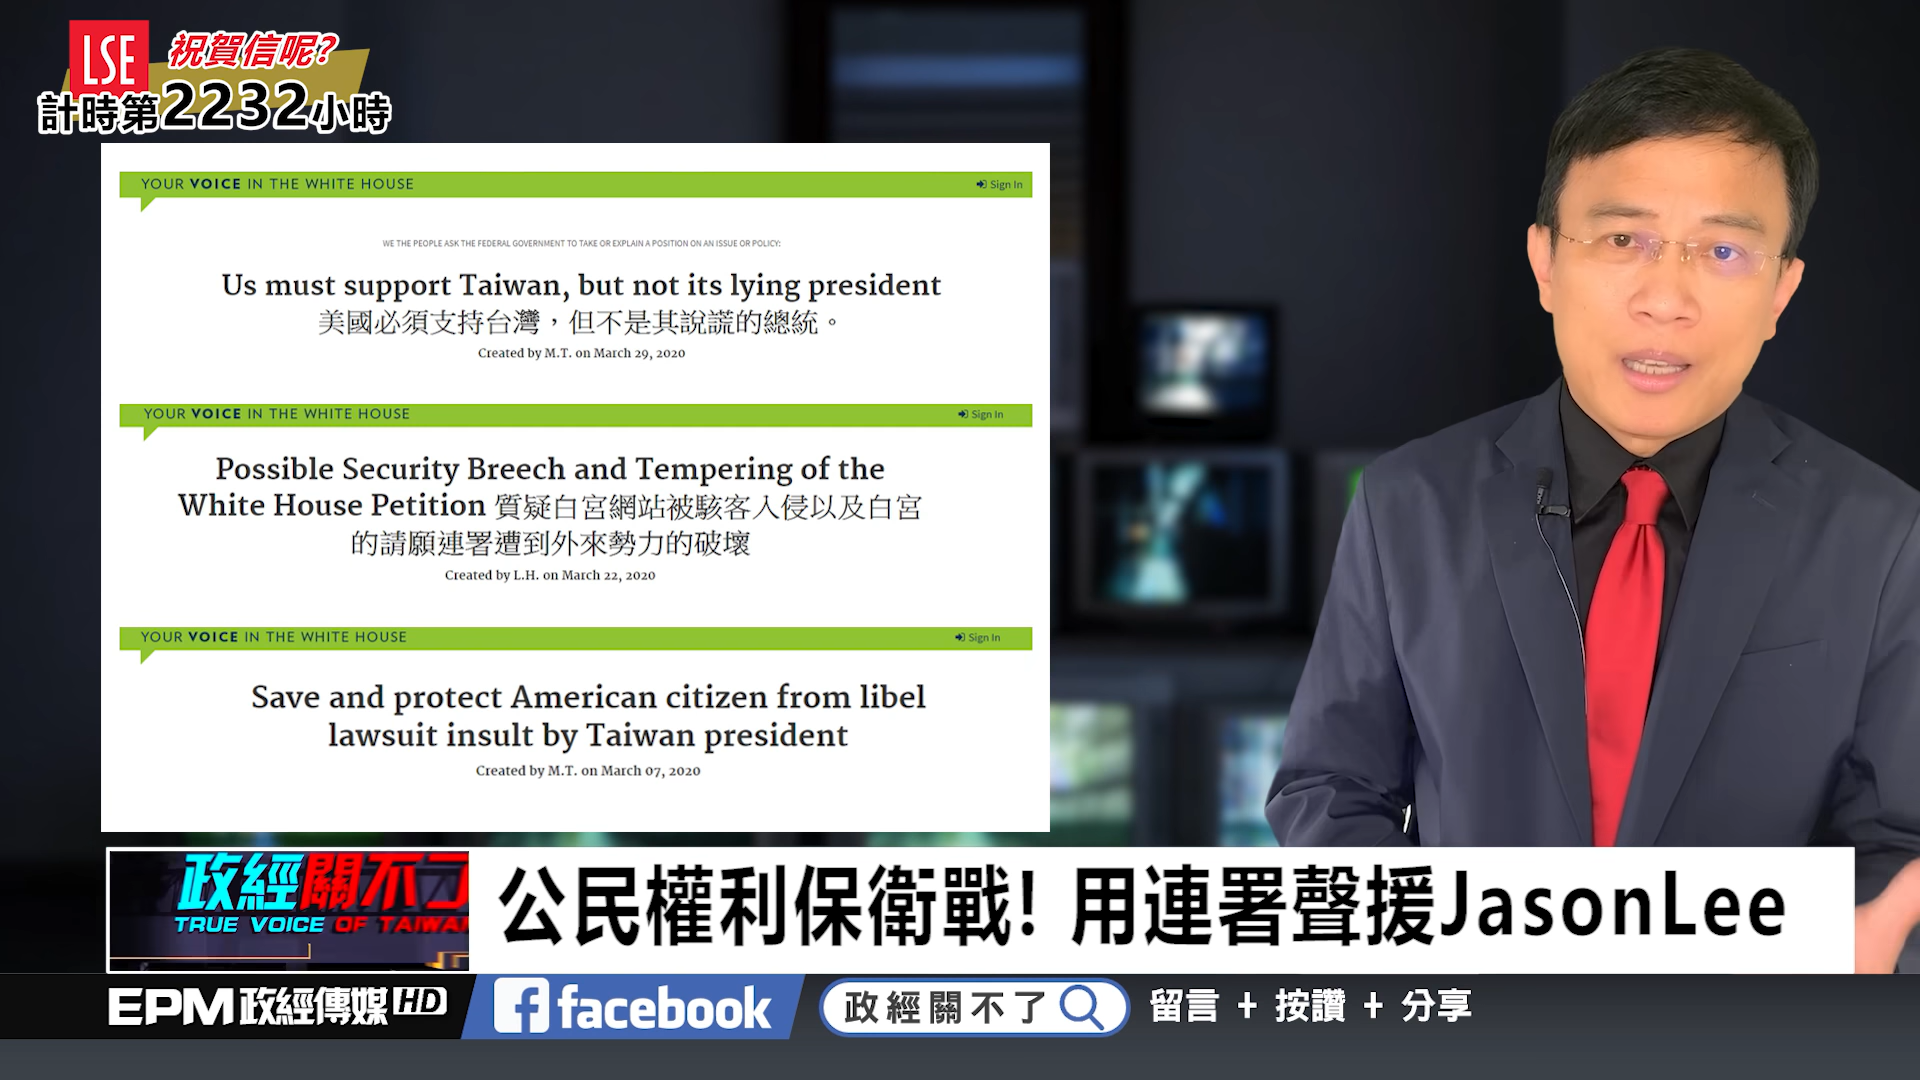 LSE 祝賀信呢?
計時第2232小時
YOUR VOICE IN THE WHITE HOUSE
Sign In
WE THE PEOPLE ASK THE FEDERAL GOVERNMENT TO TAKE OR EXPLAIN A POSITION ON AN ISSUE OR POLICY:
Us must support Taiwan, but not its lying president
美國必須支持台灣，但不是其說謊的總統。
Created by M.T. on March 29, 2020
YOUR VOICE IN THE WHITE HOUSE
Sign In
Possible Security Breech and Tempering of the
White House Petition 質疑白宮網站被駭客入侵以及白宮
的請願連署遭到外來勢力的破壞
Created by L.H. on March 22, 2020
YOUR VOICE IN THE WHITE HOUSE
Sign In
Save and protect American citizen from libel
lawsuit insult by Taiwan president
Created by M.T. on March 07, 2020
政經關不了
TRUE VOICE OF TAIWAN
公民權利保衛戰! 用連署聲援JasonLee
EPM政經傳媒HD
facebook
政經關不了
留言 + 按讚 + 分享